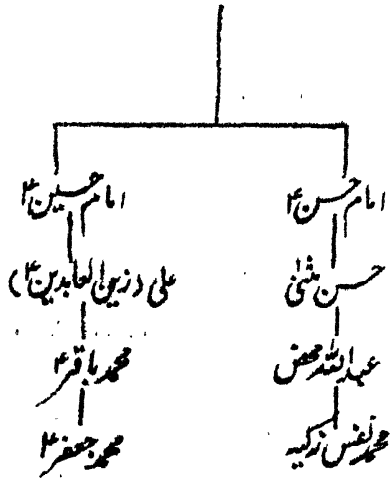 امام حسن ؑ
امام حسین ؑ
حسن مثنیٰ
علی (زین العابدین ؑ)
عبداللہ محض
محمد باقر ؑ
محمد نفس زکیہ
محمد جعفر ؑ